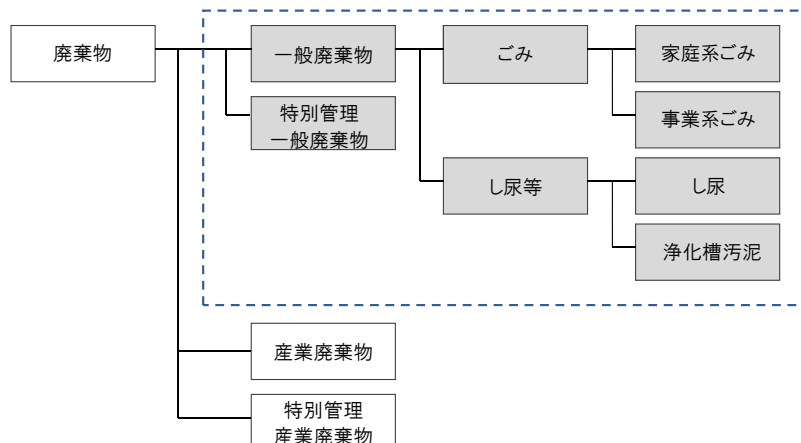 廃棄物
一般廃棄物
ごみ
家庭系ごみ
特別管理
一般廃棄物
事業系ごみ
し尿等
し尿
浄化槽汚泥
産業廃棄物
特別管理
産業廃棄物